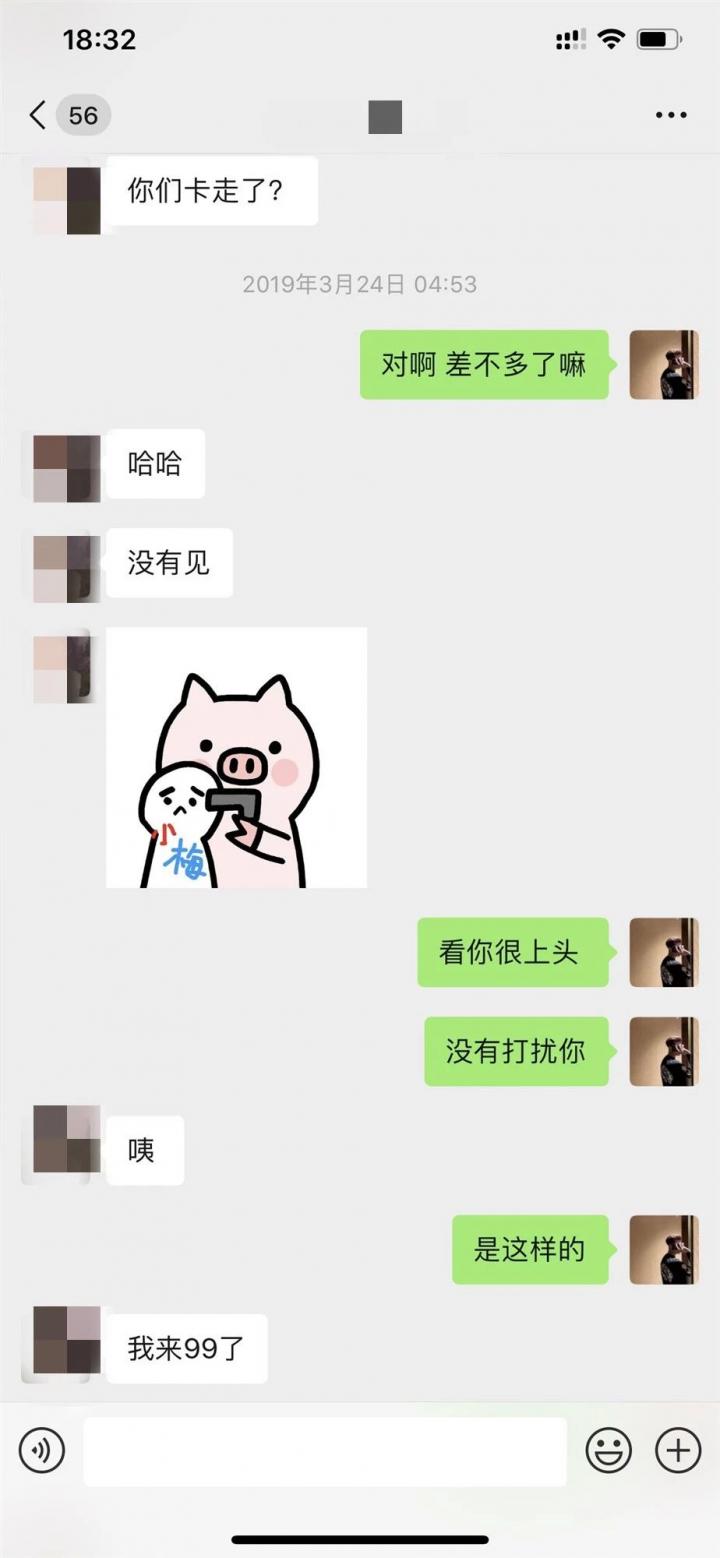 18:32
56
你们卡走了?
2019年3月24日 04:53
对啊 差不多了嘛
哈哈
没有见
小
梅
看你很上头
没有打扰你
咦
是这样的
我来99了